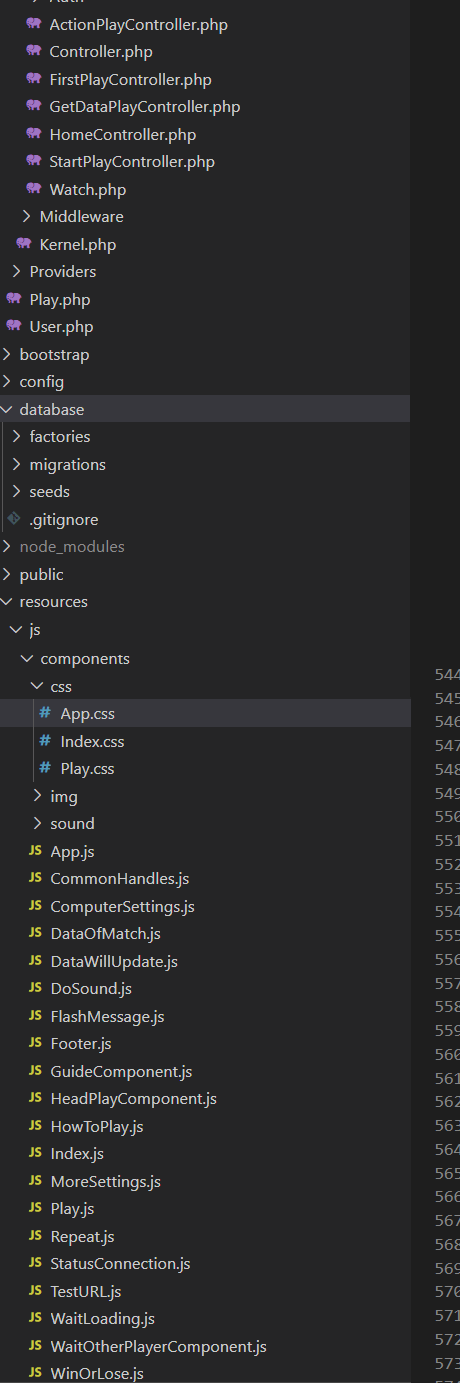 Auth
ActionPlayController.php
Controller.php
FirstPlayController.php
GetDataPlayController.php
HomeController.php
StartPlayController.php
Watch.php
Middleware
Kernel.php
Providers
Play.php
User.php
bootstrap
config
database
factories
migrations
seeds
.gitignore
node_modules
public
resources
js
components
css
544
# App.css
545
546
# Index.css
547
# Play.css
548
img
549
sound
550
JS App.js
551
JS CommonHandles.js
552
553
JS ComputerSettings.js
554
JS DataOfMatch.js
555
JS DataWillUpdate.js
556
JS DoSound.js
557
JS FlashMessage.js
558
559
JS Footer.js
560
JS GuideComponent.js
561
JS HeadPlayComponent.js
562
JS HowToPlay.js
563
JS Index.js
564
565
JS MoreSettings.js
566
JS Play.js
567
JS Repeat.js
568
JS StatusConnection.js
569
JS TestURL.js
570
571
JS WaitLoading.js
572
JS WaitOtherPlayerComponent.js
573
JS WinOrLose.js